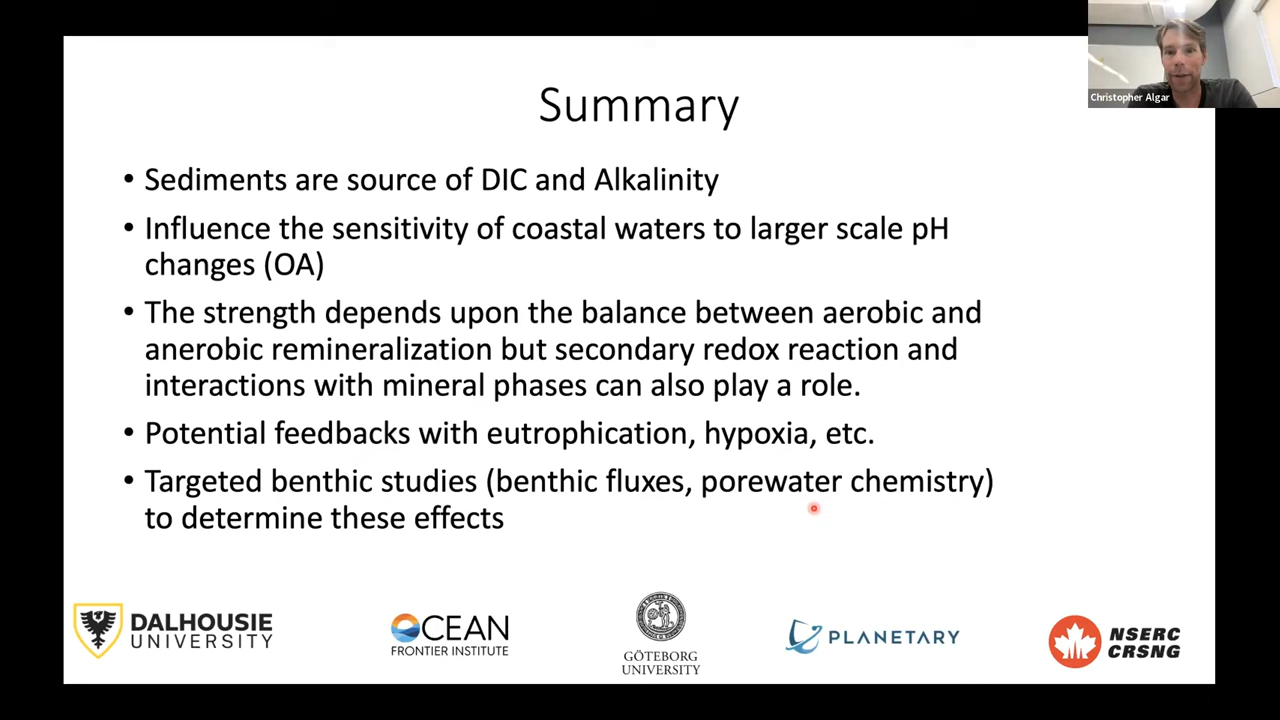 Christopher Algar
Summary
• Sediments are source of DIC and Alkalinity
• Influence the sensitivity of coastal waters to larger scale pH
changes (OA)
• The strength depends upon the balance between aerobic and
anerobic remineralization but secondary redox reaction and
interactions with mineral phases can also play a role.
• Potential feedbacks with eutrophication, hypoxia, etc.
• Targeted benthic studies (benthic fluxes, porewater chemistry)
to determine these effects
DALHOUSIE
UNIVERSITY
OCEAN
FRONTIER INSTITUTE
GÖTEBORG
UNIVERSITY
PLANETARY
NSERC
CRSNG